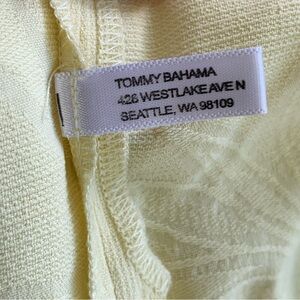 TOMMY BAHAMA
428 WESTLAKE AVE N
SEATTLE, WA 98109